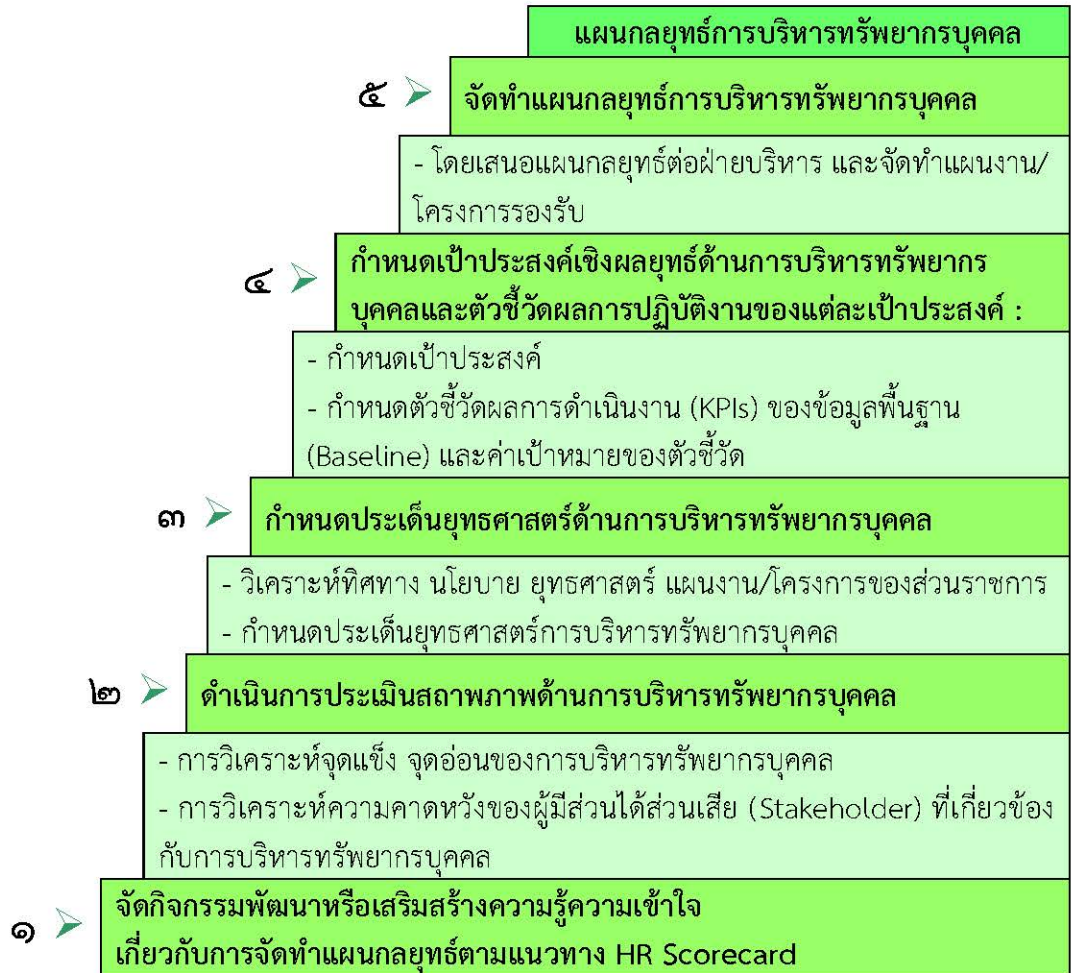 แผนกลยุทธ์การบริหารทรัพยากรบุคคล
๕ ➢ จัดทำแผนกลยุทธ์การบริหารทรัพยากรบุคคล
- โดยเสนอแผนกลยุทธ์ต่อฝ่ายบริหาร และจัดทำแผนงาน/
โครงการรองรับ
๔ ➢ กำหนดเป้าประสงค์เชิงผลยุทธ์ด้านการบริหารทรัพยากร
บุคคลและตัวชี้วัดผลการปฏิบัติงานของแต่ละเป้าประสงค์ :
- กำหนดเป้าประสงค์
- กำหนดตัวชี้วัดผลการดำเนินงาน (KPIs) ของข้อมูลพื้นฐาน
(Baseline) และค่าเป้าหมายของตัวชี้วัด
๓ ➢ กำหนดประเด็นยุทธศาสตร์ด้านการบริหารทรัพยากรบุคคล
- วิเคราะห์ทิศทาง นโยบาย ยุทธศาสตร์ แผนงาน/โครงการของส่วนราชการ
- กำหนดประเด็นยุทธศาสตร์การบริหารทรัพยากรบุคคล
๒ ➢ ดำเนินการประเมินสถาพภาพด้านการบริหารทรัพยากรบุคคล
- การวิเคราะห์จุดแข็ง จุดอ่อนของการบริหารทรัพยากรบุคคล
- การวิเคราะห์ความคาดหวังของผู้มีส่วนได้ส่วนเสีย (Stakeholder) ที่เกี่ยวข้อง
กับการบริหารทรัพยากรบุคคล
๑ ➢ จัดกิจกรรมพัฒนาหรือเสริมสร้างความรู้ความเข้าใจ
เกี่ยวกับการจัดทำแผนกลยุทธ์ตามแนวทาง HR Scorecard